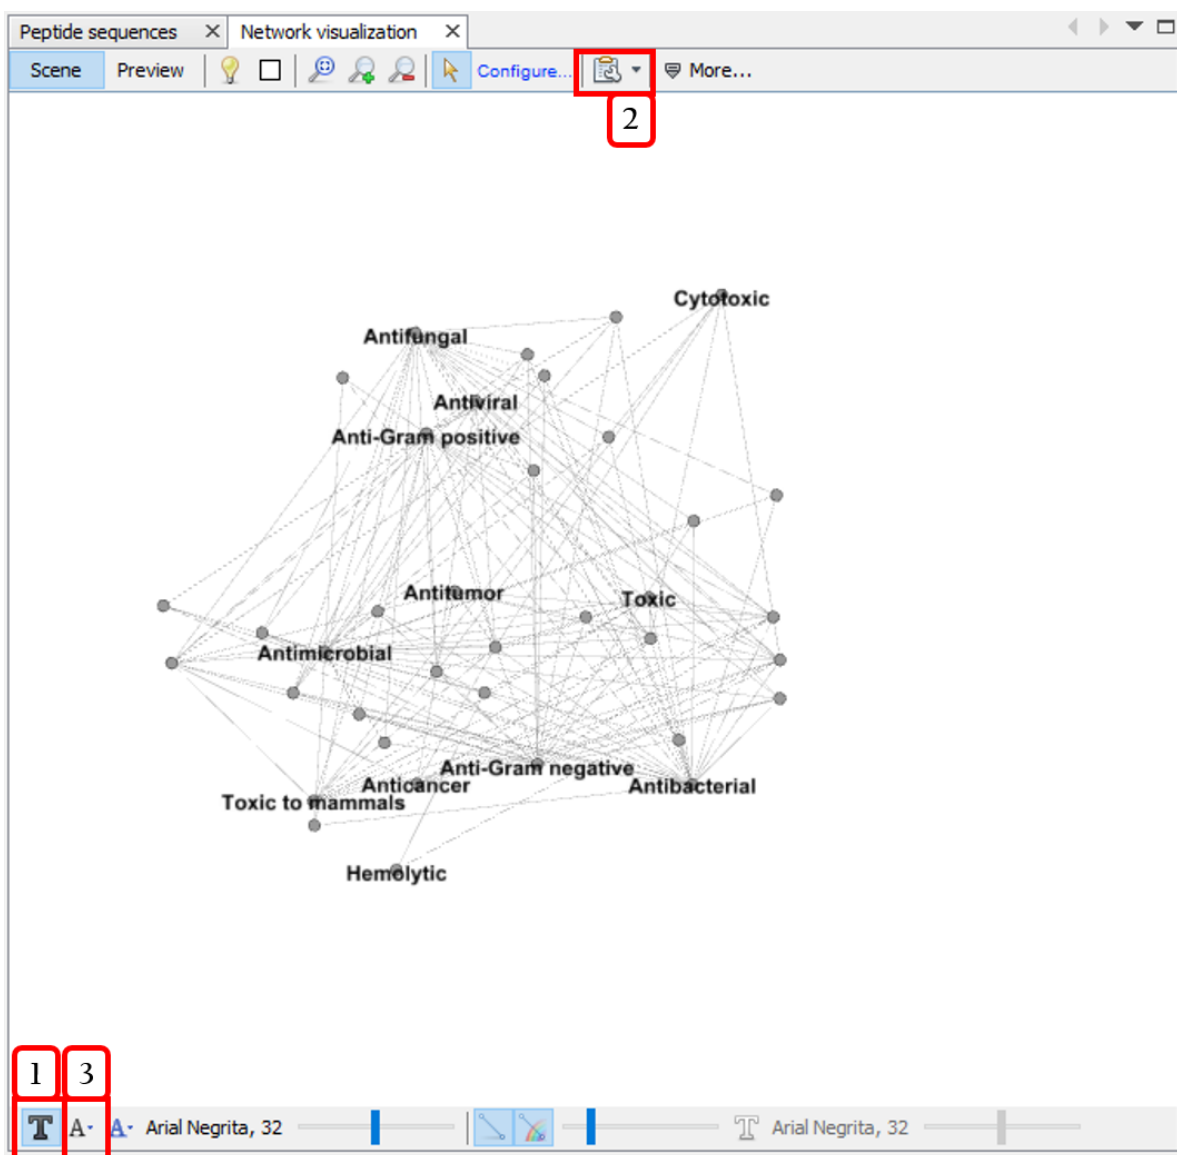 Peptide sequences Network visualization
Scene Preview Configure... More...
2
Cytotoxic
Antifungal
Antiviral
Anti-Gram positive
Antitumor
Toxic
Antimicrobial
Anti-Gram negative
Anticancer
Antibacterial
Toxic to mammals
Hemolytic
1 3
T A A Arial Negrita, 32 T Arial Negrita, 32